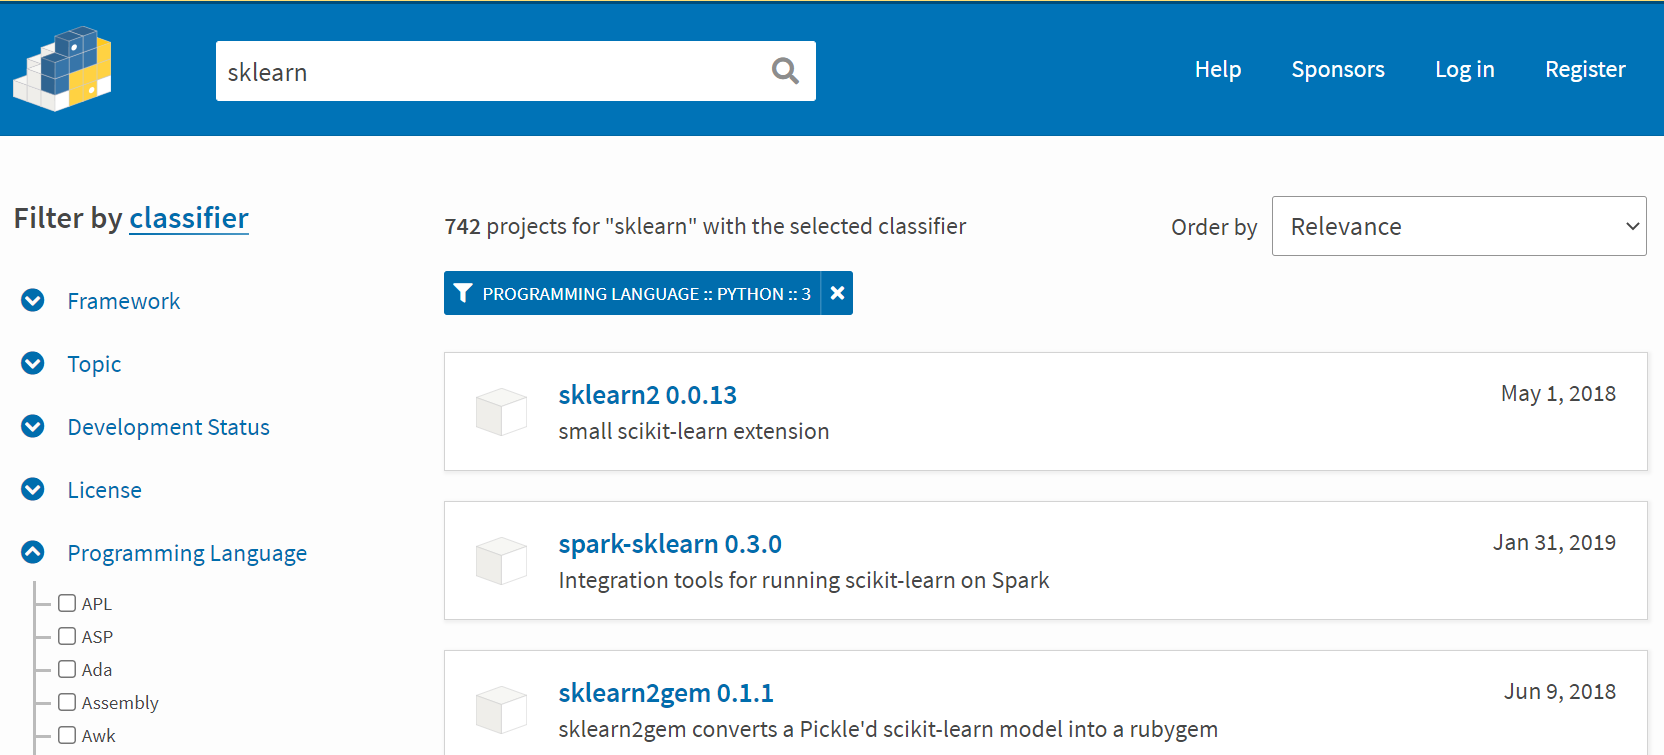 sklearn
Help
Sponsors
Log in
Register
Filter by classifier
Framework
Topic
Development Status
License
Programming Language
APL
ASP
Ada
Assembly
Awk
742 projects for "sklearn" with the selected classifier
Order by
Relevance
PROGRAMMING LANGUAGE :: PYTHON :: 3
sklearn2 0.0.13
May 1, 2018
small scikit-learn extension
spark-sklearn 0.3.0
Jan 31, 2019
Integration tools for running scikit-learn on Spark
sklearn2gem 0.1.1
Jun 9, 2018
sklearn2gem converts a Pickle'd scikit-learn model into a rubygem